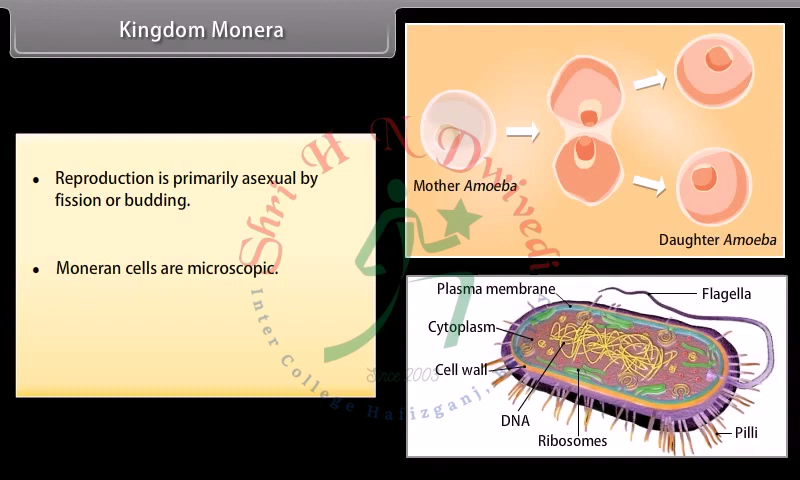 Kingdom Monera
• Reproduction is primarily asexual by
fission or budding.
• Moneran cells are microscopic.
Mother Amoeba
Daughter Amoeba
Plasma membrane
Flagella
Cytoplasm
Cell wall
DNA
Ribosomes
Pilli
Shri H N Dwivedi
Inter College Hafizganj,
Since 2003